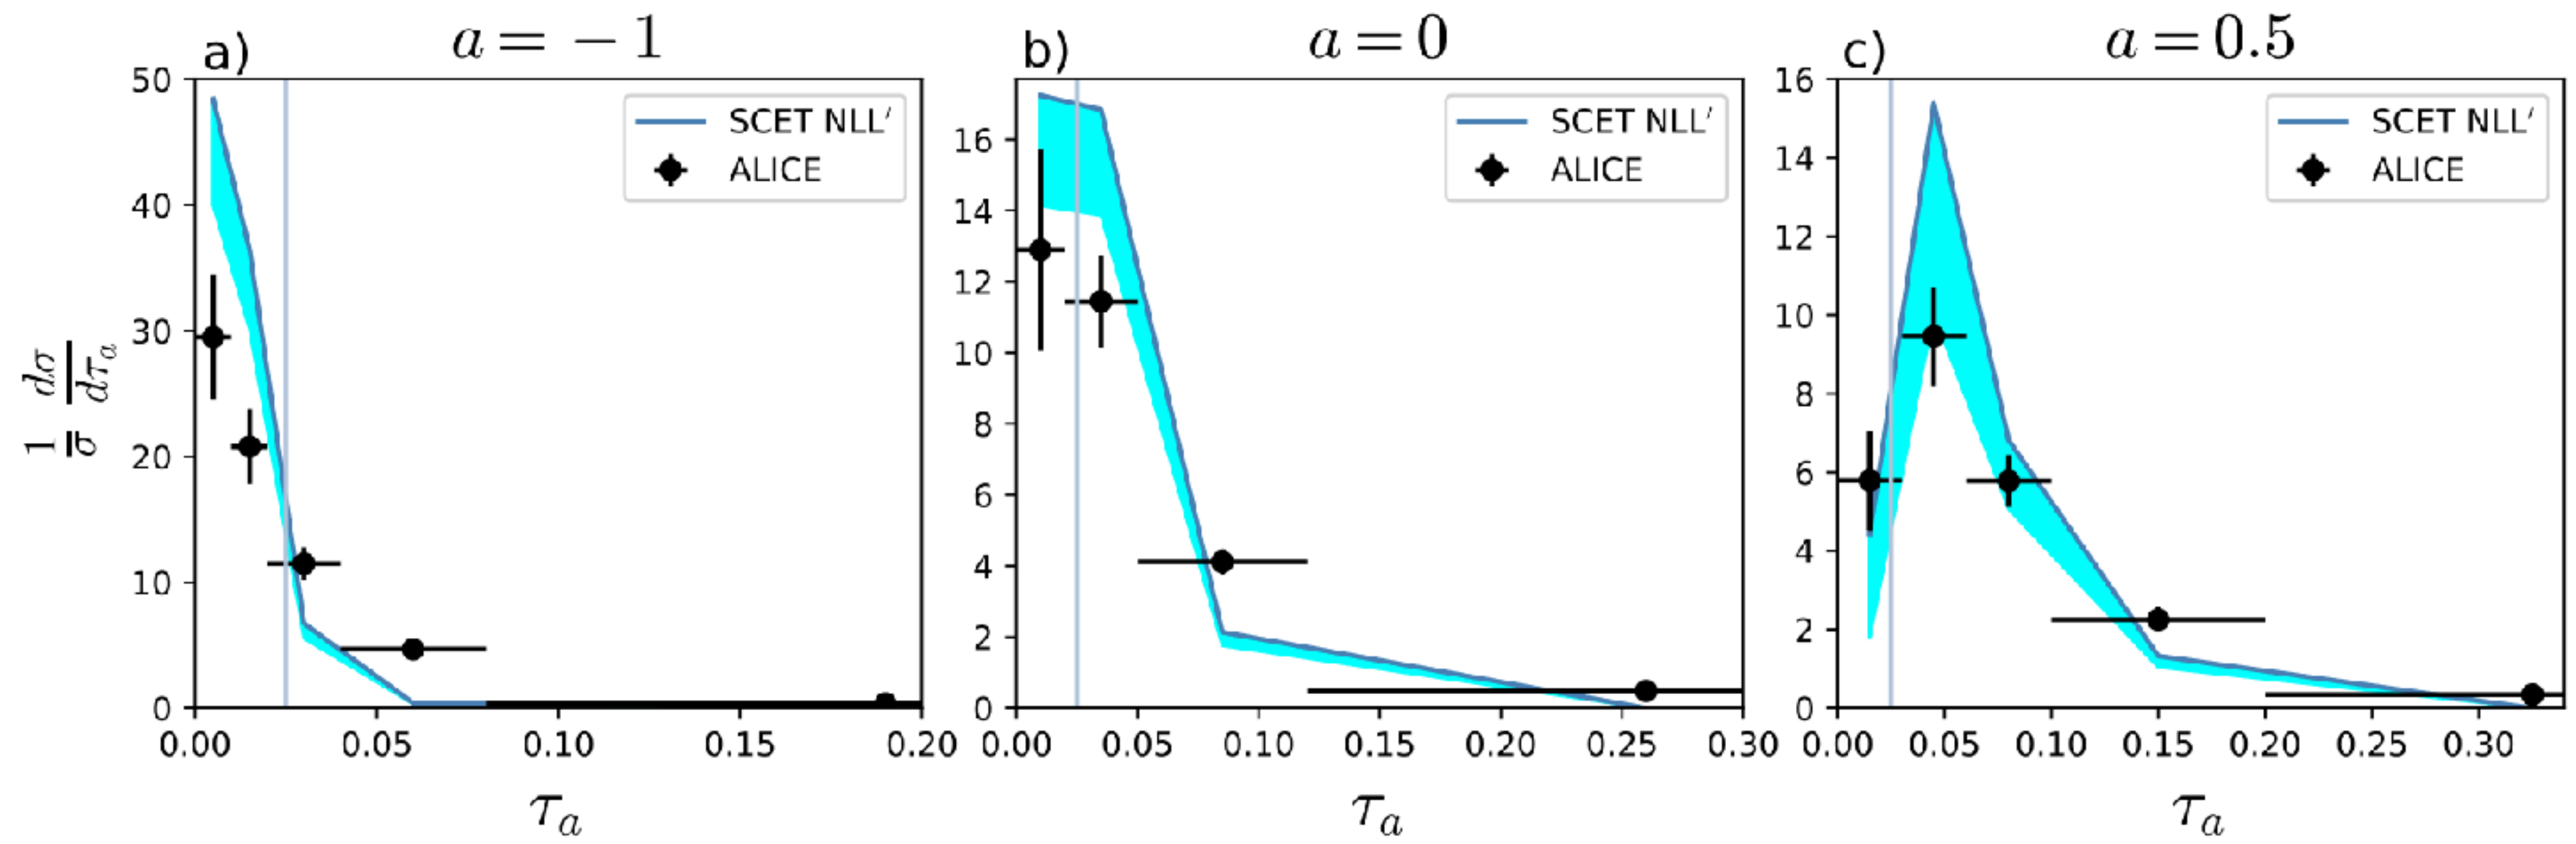 a) a = −1
50
40
30
20
10
0
0.00 0.05 0.10 0.15 0.20
SCET NLL′
ALICE
1/σ dσ/dτₐ
τₐ
b) a = 0
16
14
12
10
8
6
4
2
0
0.00 0.05 0.10 0.15 0.20 0.25 0.30
SCET NLL′
ALICE
τₐ
c) a = 0.5
16
14
12
10
8
6
4
2
0
0.00 0.05 0.10 0.15 0.20 0.25 0.30
SCET NLL′
ALICE
τₐ